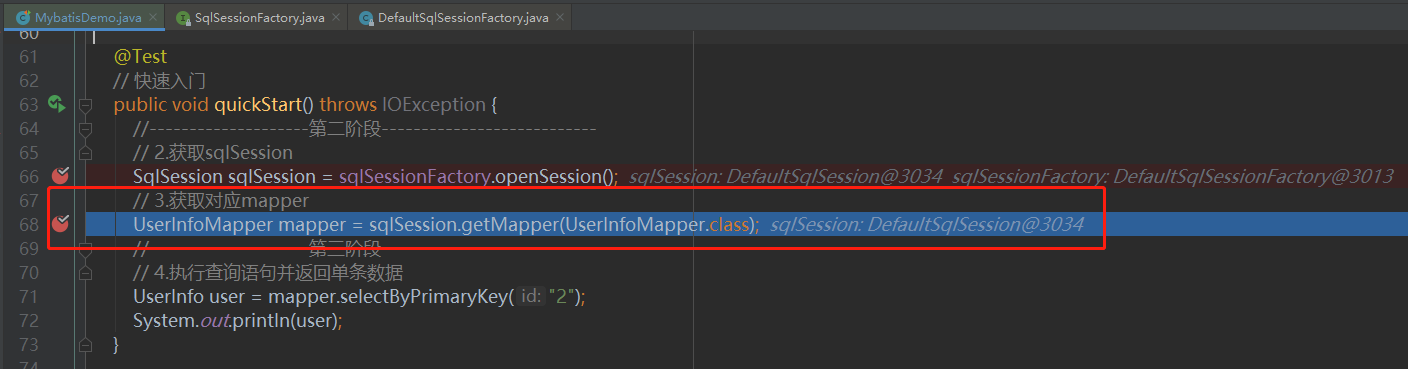 MybatisDemo.java × SqlSessionFactory.java × DefaultSqlSessionFactory.java ×
60
61 @Test
62 // 快速入门
63 public void quickStart() throws IOException {
64 //--------------------第二阶段---------------------------
65 // 2.获取sqlSession
66 SqlSession sqlSession = sqlSessionFactory.openSession(); sqlSession: DefaultSqlSession@3034 sqlSessionFactory: DefaultSqlSessionFactory@3013
67 // 3.获取对应mapper
68 UserInfoMapper mapper = sqlSession.getMapper(UserInfoMapper.class); sqlSession: DefaultSqlSession@3034
69 // 第三阶段
70 // 4.执行查询语句并返回单条数据
71 UserInfo user = mapper.selectByPrimaryKey( id: "2");
72 System.out.println(user);
73 }
74